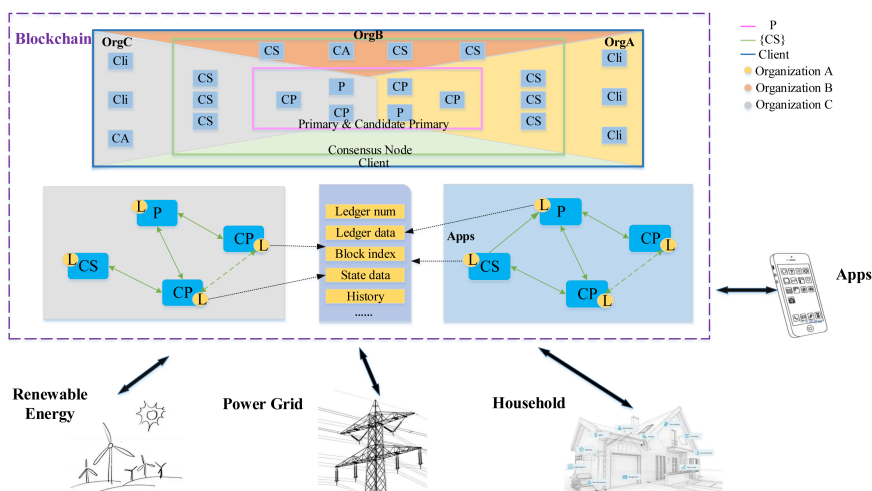 Blockchain
OrgC
OrgB
OrgA
P
{CS}
Client
Organization A
Organization B
Organization C
Cli
CS
CA
CS
CS
Cli
CS
P
CP
CS
Cli
CS
CP
CP
CS
Cli
CS
CP
P
CS
CA
Cli
Primary & Candidate Primary
Consensus Node
Client
L
P
L
CS
CP
L
CP
L
Ledger num
Ledger data
Block index
State data
History
......
Apps
L
P
L
CS
CP
L
CP
L
Apps
Renewable
Energy
Power Grid
Household